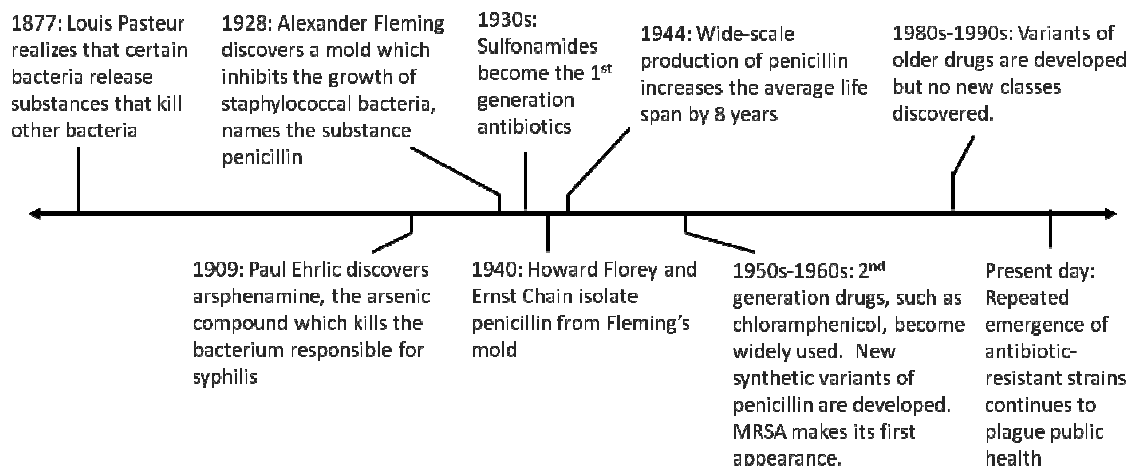 1877: Louis Pasteur
realizes that certain
bacteria release
substances that kill
other bacteria
1928: Alexander Fleming
discovers a mold which
inhibits the growth of
staphylococcal bacteria,
names the substance
penicillin
1930s:
Sulfonamides
become the 1st
generation
antibiotics
1944: Wide-scale
production of penicillin
increases the average life
span by 8 years
1980s-1990s: Variants of
older drugs are developed
but no new classes
discovered.
1909: Paul Ehrlic discovers
arsphenamine, the arsenic
compound which kills the
bacterium responsible for
syphilis
1940: Howard Florey and
Ernst Chain isolate
penicillin from Fleming's
mold
1950s-1960s: 2nd
generation drugs, such as
chloramphenicol, become
widely used.  New
synthetic variants of
penicillin are developed.
MRSA makes its first
appearance.
Present day:
Repeated
emergence of
antibiotic-
resistant strains
continues to
plague public
health